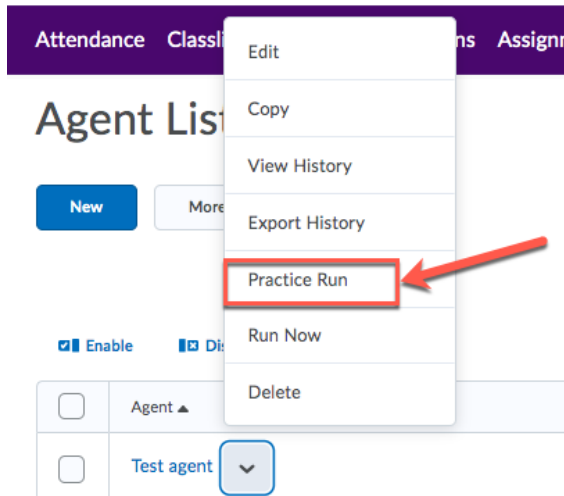 Attendance Classli ns Assignm
Edit
Copy
Agent List
View History
New More
Export History
Practice Run
Run Now
Enable Dis
Delete
Agent
Test agent